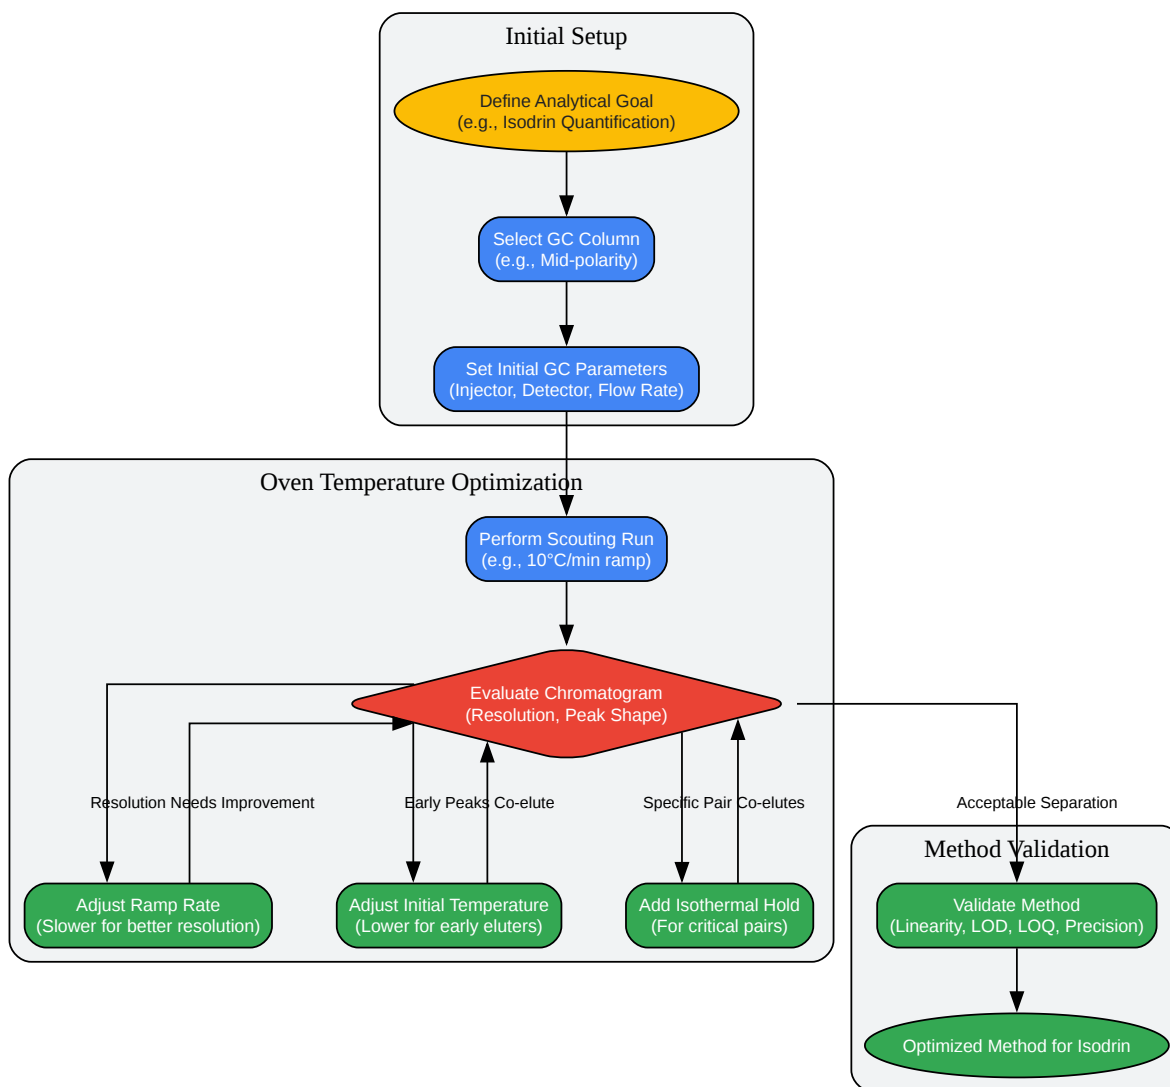 Initial Setup
Define Analytical Goal
(e.g., Isodrin Quantification)
Select GC Column
(e.g., Mid-polarity)
Set Initial GC Parameters
(Injector, Detector, Flow Rate)
Oven Temperature Optimization
Perform Scouting Run
(e.g., 10°C/min ramp)
Evaluate Chromatogram
(Resolution, Peak Shape)
Resolution Needs Improvement
Early Peaks Co-elute
Specific Pair Co-elutes
Acceptable Separation
Adjust Ramp Rate
(Slower for better resolution)
Adjust Initial Temperature
(Lower for early eluters)
Add Isothermal Hold
(For critical pairs)
Method Validation
Validate Method
(Linearity, LOD, LOQ, Precision)
Optimized Method for Isodrin